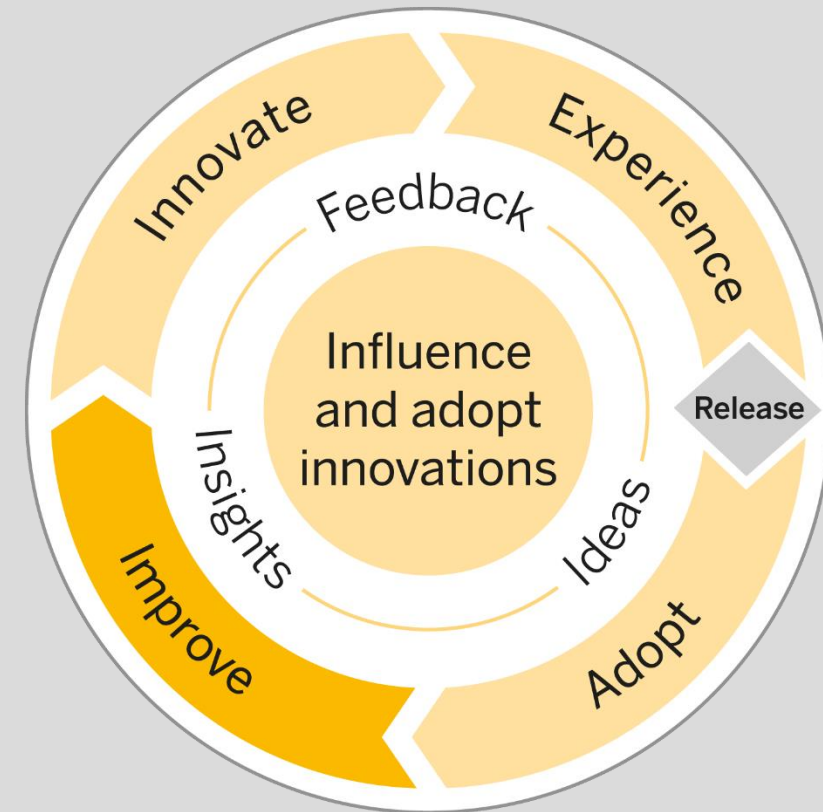 Innovate
Experience
Feedback
Influence
and adopt
innovations
Release
Insights
Ideas
Improve
Adopt